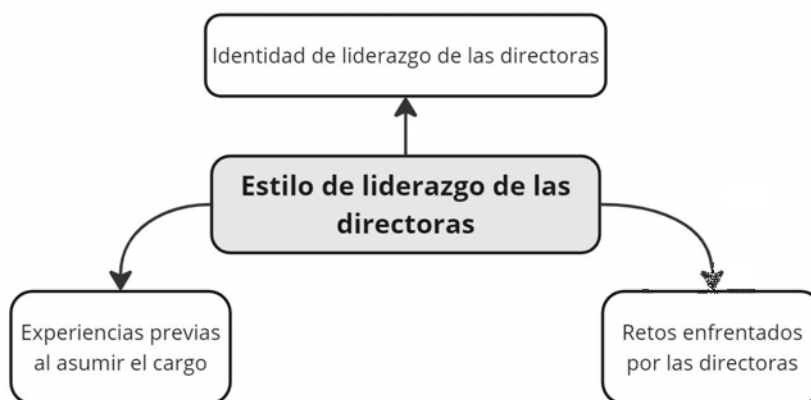 Identidad de liderazgo de las directoras
Estilo de liderazgo de las
directoras
Experiencias previas
al asumir el cargo
Retos enfrentados
por las directoras